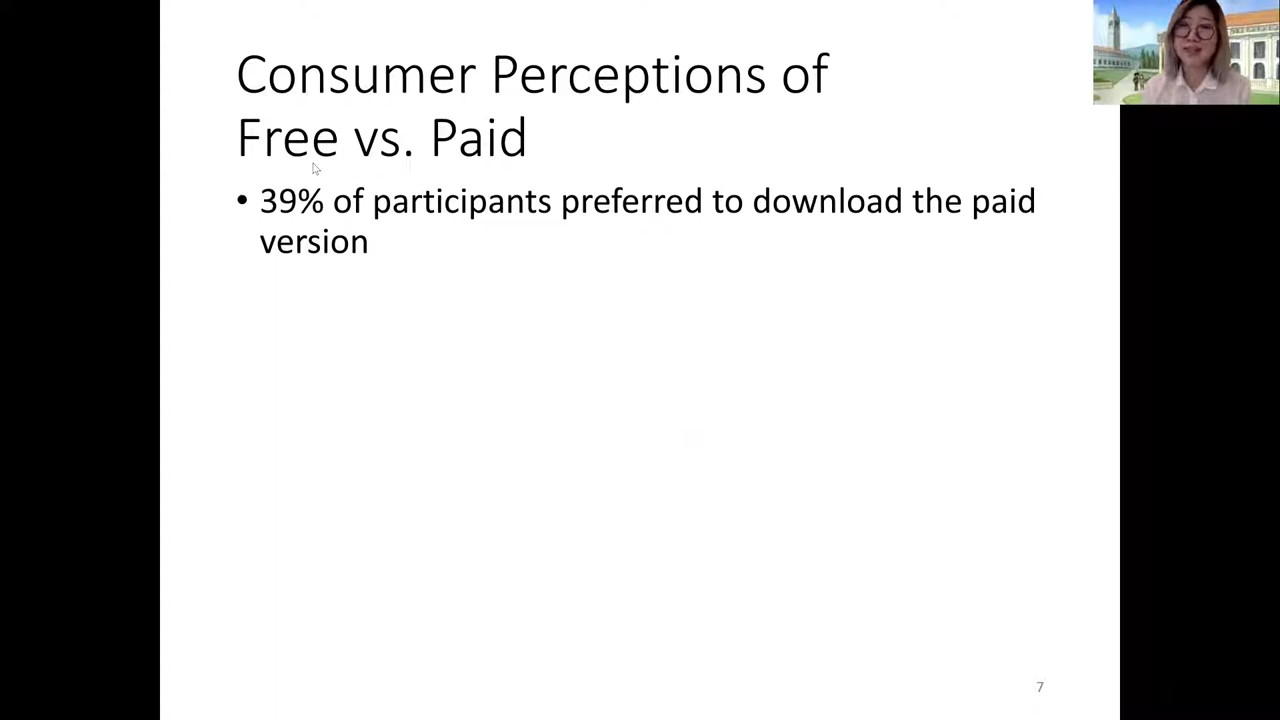 Consumer Perceptions of
Free vs. Paid
• 39% of participants preferred to download the paid
version
7